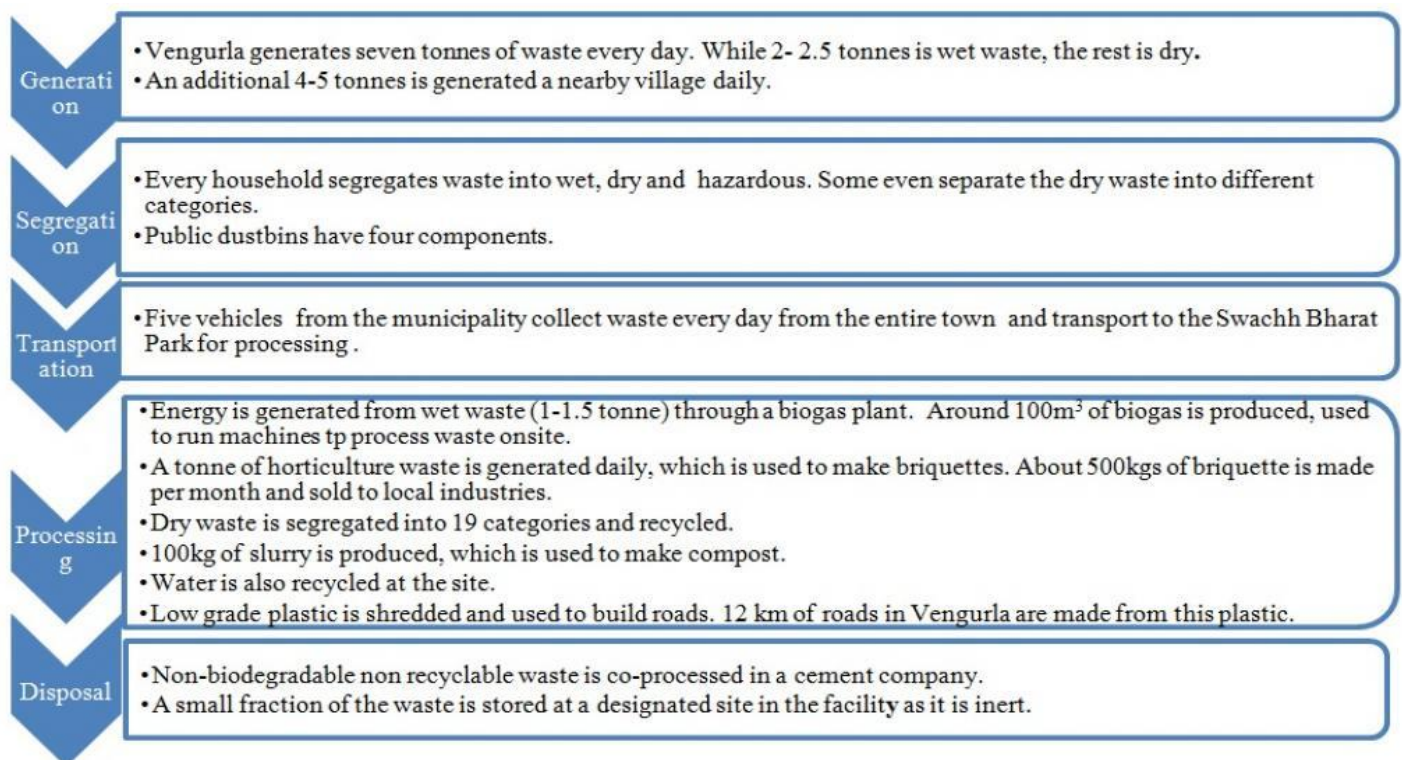 Generati
on
•Vengurla generates seven tonnes of waste every day. While 2- 2.5 tonnes is wet waste, the rest is dry.
•An additional 4-5 tonnes is generated a nearby village daily.
Segregati
on
•Every household segregates waste into wet, dry and hazardous. Some even separate the dry waste into different
categories.
•Public dustbins have four components.
Transport
ation
•Five vehicles from the municipality collect waste every day from the entire town and transport to the Swachh Bharat
Park for processing .
Processin
g
•Energy is generated from wet waste (1-1.5 tonne) through a biogas plant. Around 100m³ of biogas is produced, used
to run machines tp process waste onsite.
•A tonne of horticulture waste is generated daily, which is used to make briquettes. About 500kgs of briquette is made
per month and sold to local industries.
•Dry waste is segregated into 19 categories and recycled.
•100kg of slurry is produced, which is used to make compost.
•Water is also recycled at the site.
•Low grade plastic is shredded and used to build roads. 12 km of roads in Vengurla are made from this plastic.
Disposal
•Non-biodegradable non recyclable waste is co-processed in a cement company.
•A small fraction of the waste is stored at a designated site in the facility as it is inert.